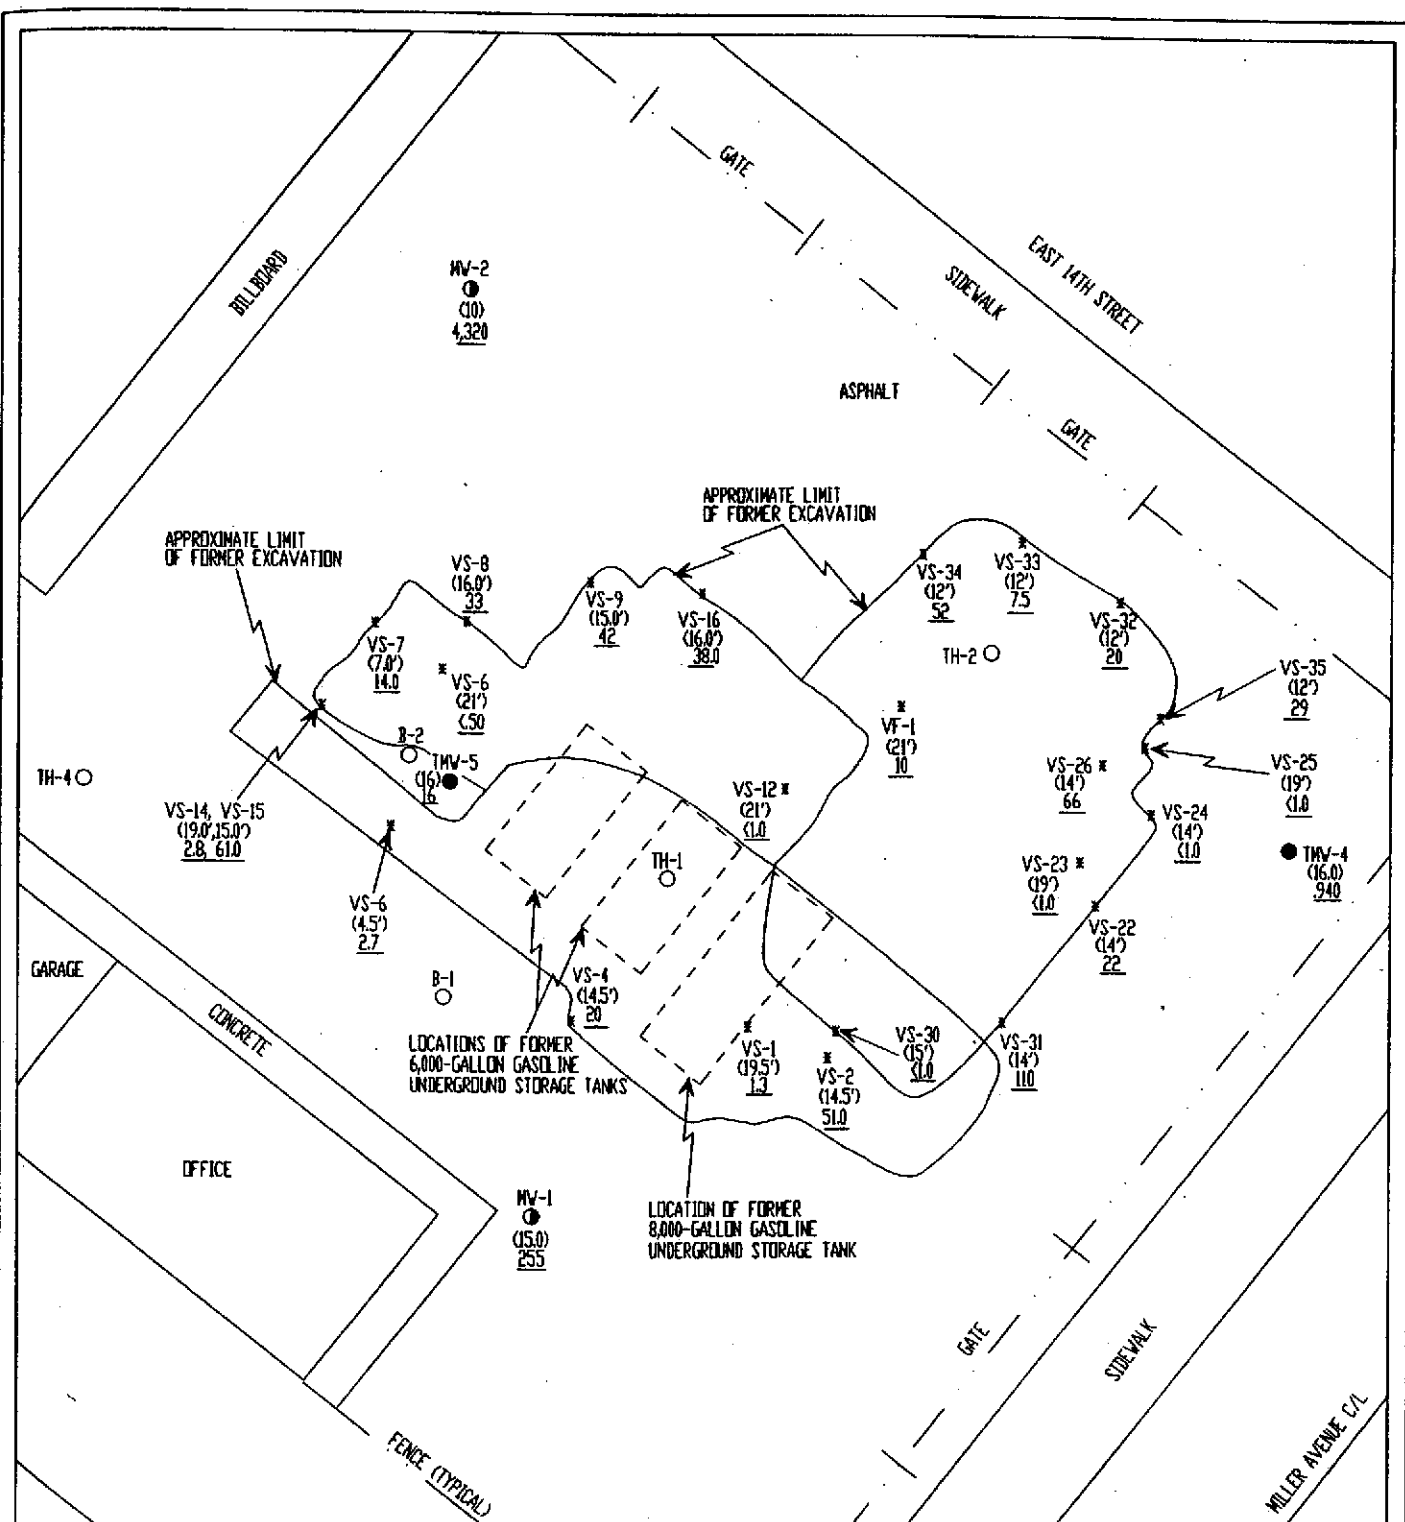 GATE
EAST 14TH STREET
SIDEWALK
BILLBOARD
MW-2
(10)
4,320
ASPHALT
GATE
APPROXIMATE LIMIT
OF FORMER EXCAVATION
APPROXIMATE LIMIT
OF FORMER EXCAVATION
VS-8
(16.0')
33
VS-9
(15.0')
42
VS-16
(16.0')
38.0
VS-34
(12')
52
VS-33
(12')
7.5
VS-32
(12')
20
VS-7
(7.0')
14.0
VS-6
(21')
<.50
TH-2
VS-35
(12')
29
VF-1
(21')
10
B-2
TMW-5
(16)
16
TH-4
VS-12
(21')
<1.0
VS-26
(14')
66
VS-25
(19')
<1.0
VS-14, VS-15
(19.0',15.0')
2.8, 61.0
VS-24
(14')
<1.0
TMW-4
(16.0)
940
TH-1
VS-23
(19')
<1.0
VS-6
(4.5')
2.7
VS-22
(14')
22
GARAGE
B-1
VS-4
(14.5')
20
CONCRETE
LOCATIONS OF FORMER
6,000-GALLON GASOLINE
UNDERGROUND STORAGE TANKS
VS-1
(19.5')
1.3
VS-30
(15')
<1.0
VS-2
(14.5')
51.0
VS-31
(14')
110
OFFICE
MW-1
(15.0)
255
LOCATION OF FORMER
8,000-GALLON GASOLINE
UNDERGROUND STORAGE TANK
GATE
SIDEWALK
FENCE (TYPICAL)
MILLER AVENUE C/L